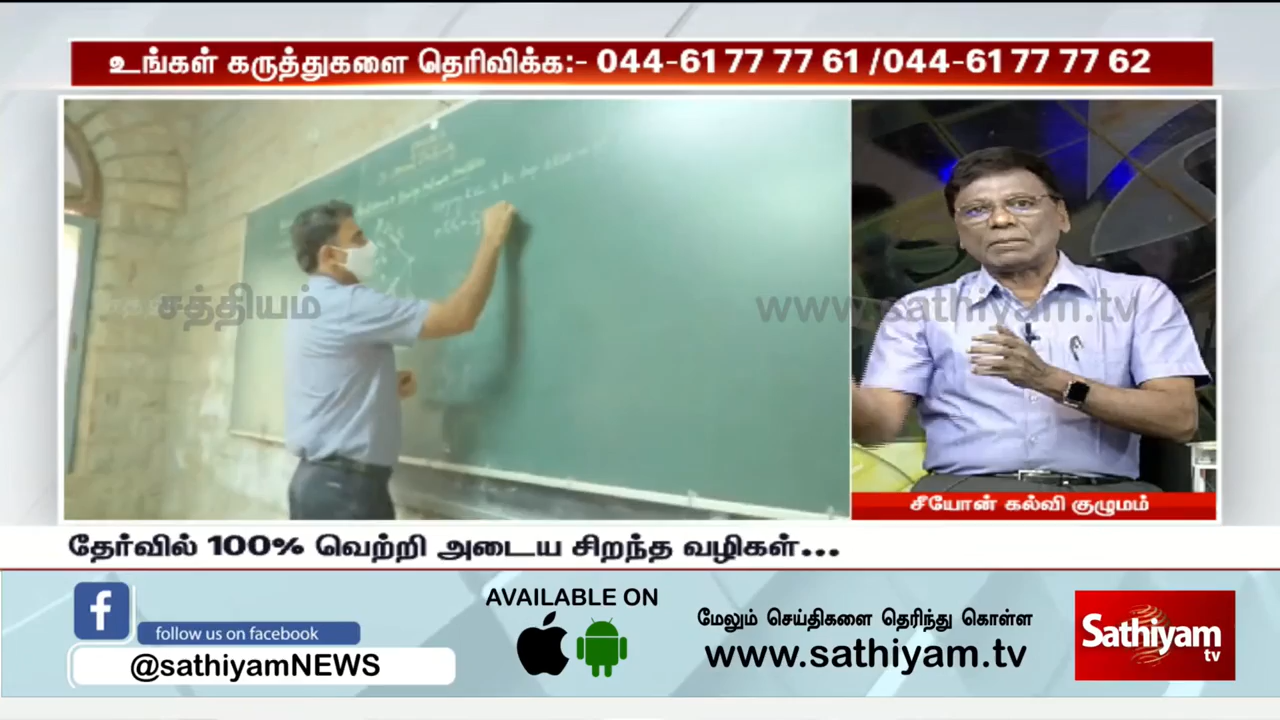 உங்கள் கருத்துகளை தெரிவிக்க:- 044-61 77 77 61 /044-61 77 77 62
சத்தியம்
www.sathiyam.tv
சீயோன் கல்வி குழுமம்
தேர்வில் 100% வெற்றி அடைய சிறந்த வழிகள்...
follow us on facebook
@sathiyamNEWS
AVAILABLE ON
மேலும் செய்திகளை தெரிந்து கொள்ள
www.sathiyam.tv
Sathiyam
tv